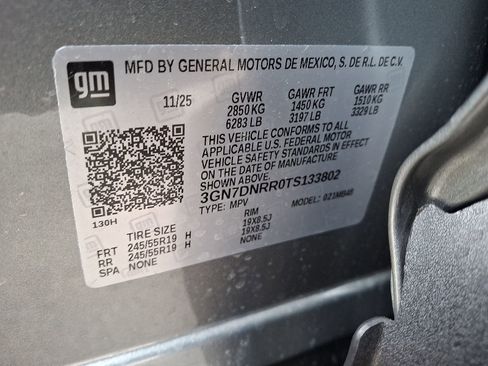 gm
MFD BY GENERAL MOTORS DE MEXICO, S. DE R.L. DE C.V.
11/25 GVWR GAWR FRT GAWR RR
2850 KG 1450 KG 1510 KG
6283 LB 3197 LB 3329 LB
THIS VEHICLE CONFORMS TO ALL
APPLICABLE U.S. FEDERAL MOTOR
VEHICLE SAFETY STANDARDS IN EFFECT
ON THE DATE OF MANUFACTURE
SHOWN ABOVE.
3GN7DNRR0TS133802
TYPE: MPV MODEL:
130H
TIRE SIZE RIM
FRT 245/55R19 H 19X8.5J
RR 245/55R19 H 19X8.5J
SPA NONE NONE